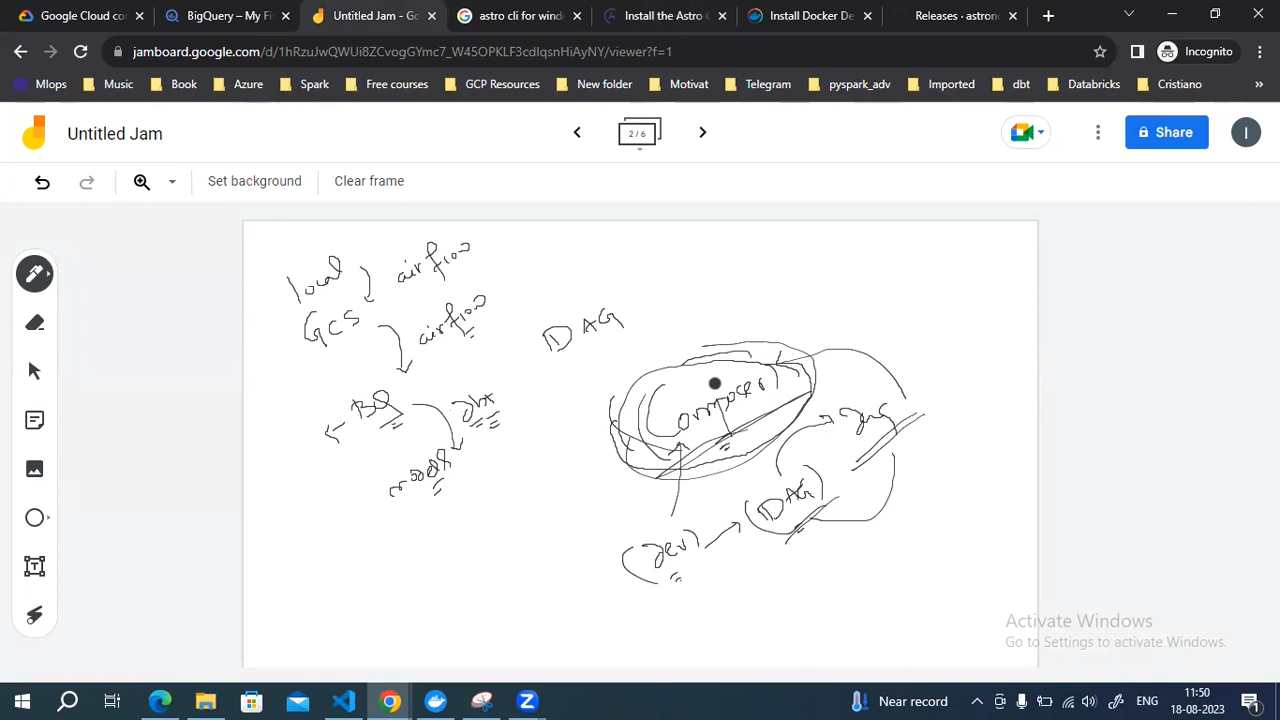 Google Cloud co
BigQuery – My Fi
Untitled Jam - Go
astro cli for wind
Install the Astro C
Install Docker De
Releases · astron
jamboard.google.com/d/1hRzuJwQWUi8ZCvogGYmc7_W45OPKLF3cdIqsnHiAyNY/viewer?f=1
Incognito
Mlops
Music
Book
Azure
Spark
Free courses
GCP Resources
New folder
Motivat
Telegram
pyspark_adv
Imported
dbt
Databricks
Cristiano
»
Untitled Jam
2 / 6
Share
I
Set background
Clear frame
local
airflow
GCS
airflow
DAG
BQ
dbt
Composer
DAG
(dev)
Activate Windows
Go to Settings to activate Windows.
Near record
ENG
11:50
18-08-2023
1